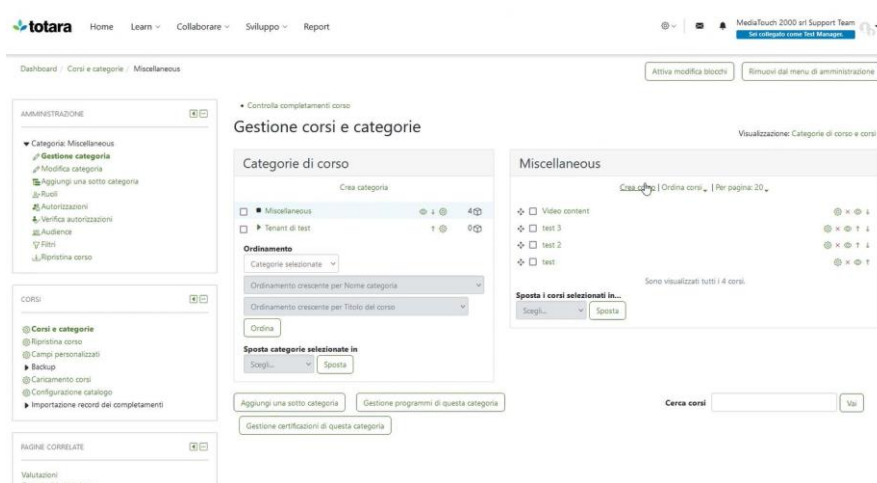 totara
Home Learn Collaborare Sviluppo Report
MediaTouch 2000 srl Support Team
Sei collegato come Test Manager.
Dashboard / Corsi e categorie / Miscellaneous
Attiva modifica blocchi
Rimuovi dal menu di amministrazione
AMMINISTRAZIONE
Categoria: Miscellaneous
Gestione categoria
Modifica categoria
Aggiungi una sotto categoria
Ruoli
Autorizzazioni
Verifica autorizzazioni
Audience
Filtri
Ripristina corso
CORSI
Corsi e categorie
Ripristina corso
Campi personalizzati
Backup
Caricamento corsi
Configurazione catalogo
Importazione record dei completamenti
PAGINE CORRELATE
Valutazioni
Controlla completamenti corso
Gestione corsi e categorie
Visualizzazione: Categorie di corso e corsi
Categorie di corso
Crea categoria
Miscellaneous 4
Tenant di test 0
Ordinamento
Categorie selezionate
Ordinamento crescente per Nome categoria
Ordinamento crescente per Titolo del corso
Ordina
Sposta categorie selezionate in
Scegli... Sposta
Miscellaneous
Crea corso | Ordina corsi | Per pagina: 20
Video content
test 3
test 2
test
Sono visualizzati tutti i 4 corsi.
Sposta i corsi selezionati in...
Scegli... Sposta
Aggiungi una sotto categoria
Gestione programmi di questa categoria
Gestione certificazioni di questa categoria
Cerca corsi
Vai